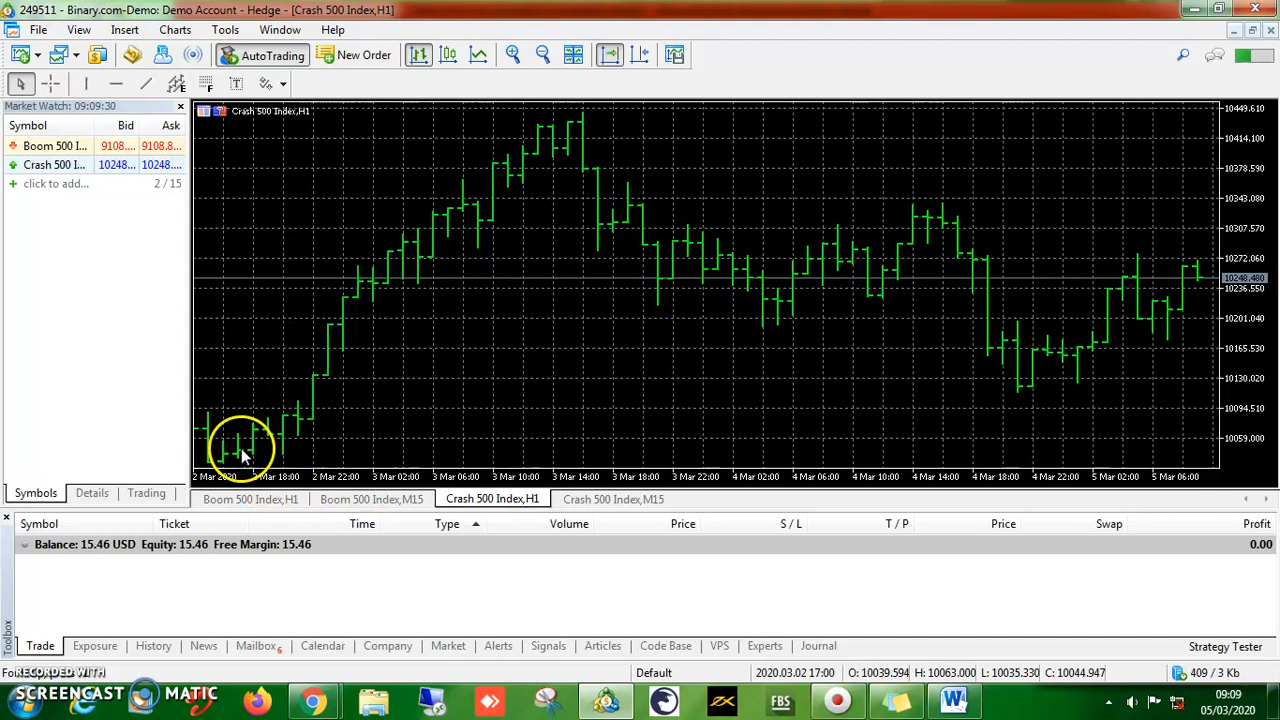 249511 - Binary.com-Demo: Demo Account - Hedge - [Crash 500 Index,H1]
File View Insert Charts Tools Window Help
AutoTrading New Order
E F T
Market Watch: 09:09:30
Symbol Bid Ask
Boom 500 I... 9108.... 9108.8...
Crash 500 I... 10248.... 10248....
click to add... 2 / 15
Symbols Details Trading
Crash 500 Index,H1
10449.610
10414.100
10378.590
10343.080
10307.570
10272.060
10248.480
10236.550
10201.040
10165.530
10130.020
10094.510
10059.000
2 Mar 2020 2 Mar 18:00 2 Mar 22:00 3 Mar 02:00 3 Mar 06:00 3 Mar 10:00 3 Mar 14:00 3 Mar 18:00 3 Mar 22:00 4 Mar 02:00 4 Mar 06:00 4 Mar 10:00 4 Mar 14:00 4 Mar 18:00 4 Mar 22:00 5 Mar 02:00 5 Mar 06:00
Boom 500 Index,H1 Boom 500 Index,M15 Crash 500 Index,H1 Crash 500 Index,M15
Symbol Ticket Time Type Volume Price S / L T / P Price Swap Profit
Balance: 15.46 USD Equity: 15.46 Free Margin: 15.46 0.00
Toolbox
Trade Exposure History News Mailbox 6 Calendar Company Market Alerts Signals Articles Code Base VPS Experts Journal Strategy Tester
Default 2020.03.02 17:00 O: 10039.594 H: 10063.000 L: 10035.330 C: 10044.947 409 / 3 Kb
RECORDED WITH
SCREENCAST MATIC
FX FBS W
09:09
05/03/2020